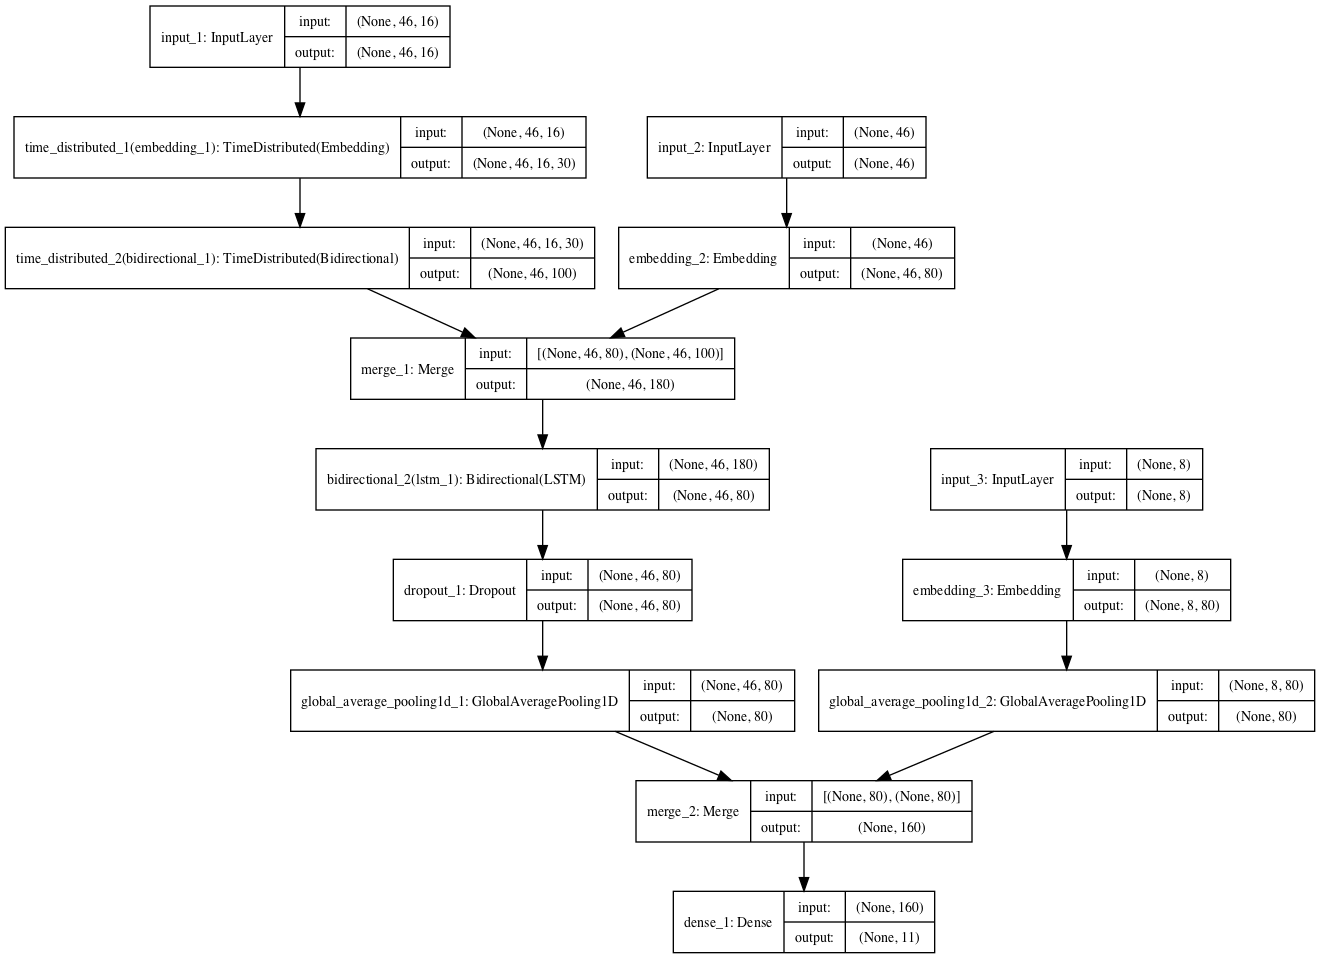 input_1: InputLayer
input: (None, 46, 16)
output: (None, 46, 16)
time_distributed_1(embedding_1): TimeDistributed(Embedding)
input: (None, 46, 16)
output: (None, 46, 16, 30)
input_2: InputLayer
input: (None, 46)
output: (None, 46)
time_distributed_2(bidirectional_1): TimeDistributed(Bidirectional)
input: (None, 46, 16, 30)
output: (None, 46, 100)
embedding_2: Embedding
input: (None, 46)
output: (None, 46, 80)
merge_1: Merge
input: [(None, 46, 80), (None, 46, 100)]
output: (None, 46, 180)
bidirectional_2(lstm_1): Bidirectional(LSTM)
input: (None, 46, 180)
output: (None, 46, 80)
input_3: InputLayer
input: (None, 8)
output: (None, 8)
dropout_1: Dropout
input: (None, 46, 80)
output: (None, 46, 80)
embedding_3: Embedding
input: (None, 8)
output: (None, 8, 80)
global_average_pooling1d_1: GlobalAveragePooling1D
input: (None, 46, 80)
output: (None, 80)
global_average_pooling1d_2: GlobalAveragePooling1D
input: (None, 8, 80)
output: (None, 80)
merge_2: Merge
input: [(None, 80), (None, 80)]
output: (None, 160)
dense_1: Dense
input: (None, 160)
output: (None, 11)